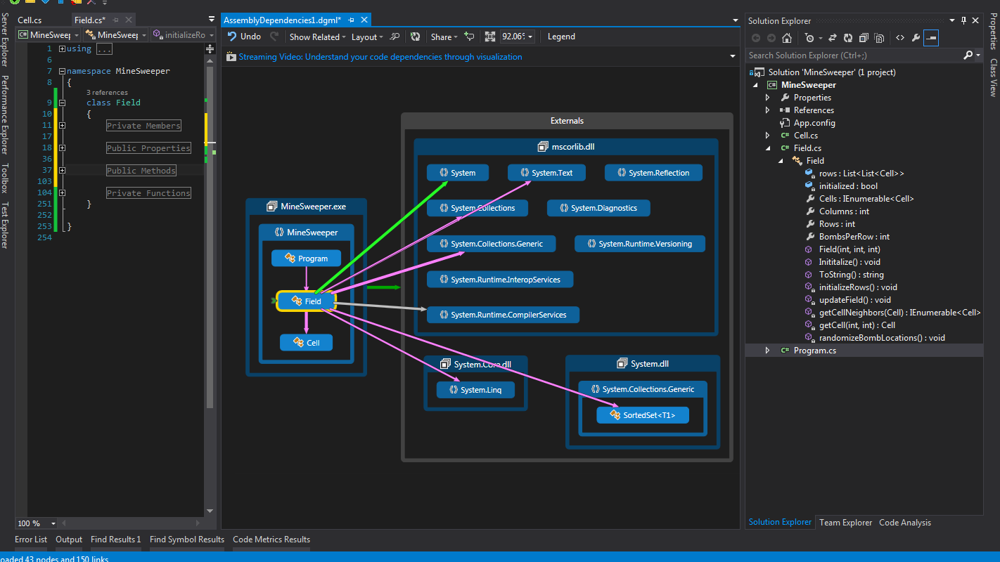 Server Explorer
Performance Explorer
Toolbox
Test Explorer
Cell.cs
Field.cs*
MineSweep
MineSweep
initializeRo
1 using ...
6
7 namespace MineSweeper
8 {
3 references
9 class Field
10 {
11 Private Members
17
18 Public Properties
36
37 Public Methods
103
104 Private Functions
251 }
252
253 }
254
100 %
AssemblyDependencies1.dgml*
Undo Show Related Layout Share 92.06% Legend
Streaming Video: Understand your code dependencies through visualization
Externals
mscorlib.dll
System
System.Text
System.Reflection
System.Collections
System.Diagnostics
System.Collections.Generic
System.Runtime.Versioning
System.Runtime.InteropServices
System.Runtime.CompilerServices
MineSweeper.exe
MineSweeper
Program
Field
Cell
System.Core.dll
System.Linq
System.dll
System.Collections.Generic
SortedSet<T1>
Solution Explorer
Search Solution Explorer (Ctrl+;)
Solution 'MineSweeper' (1 project)
C# MineSweeper
Properties
References
App.config
C# Cell.cs
C# Field.cs
Field
rows : List<List<Cell>>
initialized : bool
Cells : IEnumerable<Cell>
Columns : int
Rows : int
BombsPerRow : int
Field(int, int, int)
Inititalize() : void
ToString() : string
initializeRows() : void
updateField() : void
getCellNeighbors(Cell) : IEnumerable<Cell>
getCell(int, int) : Cell
randomizeBombLocations() : void
C# Program.cs
Solution Explorer Team Explorer Code Analysis
Properties
Class View
Error List Output Find Results 1 Find Symbol Results Code Metrics Results
oaded 43 nodes and 150 links